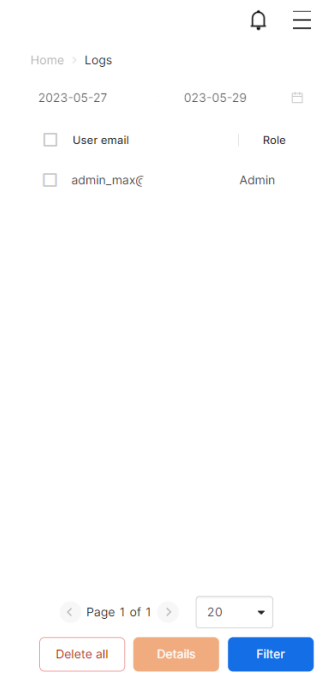 Home > Logs
2023-05-27 023-05-29
User email Role
admin_max@ Admin
Page 1 of 1 20
Delete all Details Filter